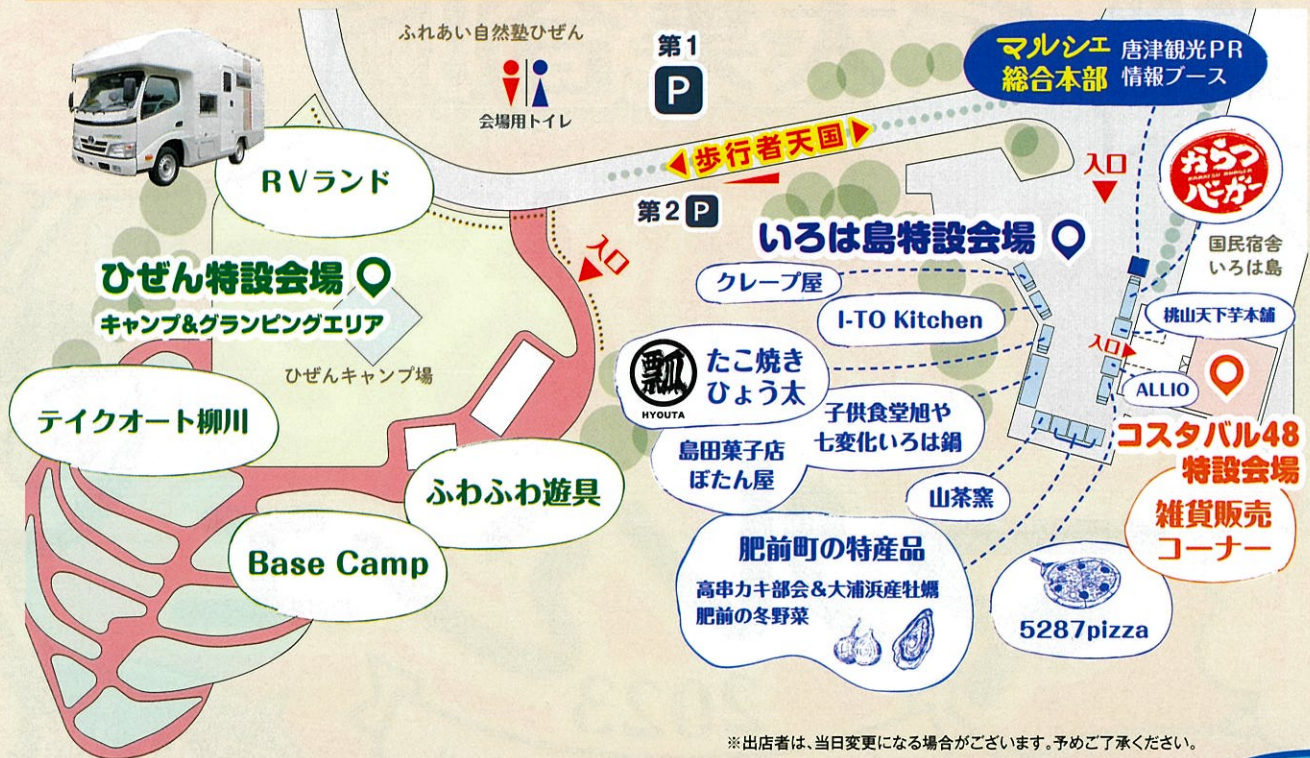 ふれあい自然塾ひぜん
会場用トイレ
第1
P
マルシェ
総合本部
唐津観光PR
情報ブース
RVランド
歩行者天国
第2 P
入口
からつ
バーガー
KARATSU BURGER
国民宿舎
いろは島
入口
いろは島特設会場
ひぜん特設会場
キャンプ&グランピングエリア
ひぜんキャンプ場
クレープ屋
I-TO Kitchen
瓢
HYOUTA
たこ焼き
ひょう太
桃山天下芋本舗
入口
ALLIO
コスタバル48
特設会場
雑貨販売
コーナー
テイクオート柳川
子供食堂旭や
七変化いろは鍋
島田菓子店
ぼたん屋
山茶窯
ふわふわ遊具
Base Camp
肥前町の特産品
高串カキ部会&大浦浜産牡蠣
肥前の冬野菜
5287pizza
※出店者は、当日変更になる場合がございます。予めご了承ください。
2023